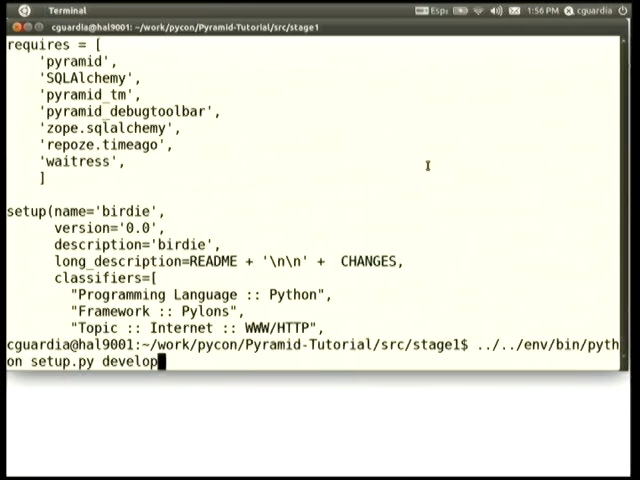 Terminal
Esp
1:56 PM
cguardia
cguardia@hal9001: ~/work/pycon/Pyramid-Tutorial/src/stage1
requires = [
    'pyramid',
    'SQLAlchemy',
    'pyramid_tm',
    'pyramid_debugtoolbar',
    'zope.sqlalchemy',
    'repoze.timeago',
    'waitress',
    ]
setup(name='birdie',
      version='0.0',
      description='birdie',
      long_description=README + '\n\n' +  CHANGES,
      classifiers=[
        "Programming Language :: Python",
        "Framework :: Pylons",
        "Topic :: Internet :: WWW/HTTP",
cguardia@hal9001:~/work/pycon/Pyramid-Tutorial/src/stage1$ ../../env/bin/pyth
on setup.py develop